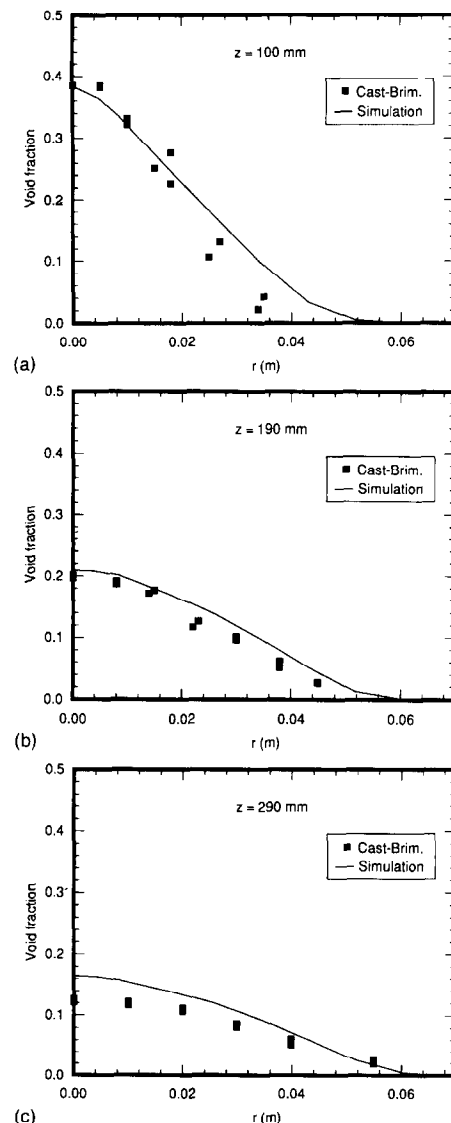 0.5
z = 100 mm
0.4
Cast-Brim.
Simulation
0.3
Void fraction
0.2
0.1
0.0
0.00 0.02 0.04 0.06
(a)
r (m)
0.5
z = 190 mm
0.4
Cast-Brim.
Simulation
0.3
Void fraction
0.2
0.1
0.0
0.00 0.02 0.04 0.06
(b)
r (m)
0.5
z = 290 mm
0.4
Cast-Brim.
Simulation
0.3
Void fraction
0.2
0.1
0.0
0.00 0.02 0.04 0.06
(c)
r (m)